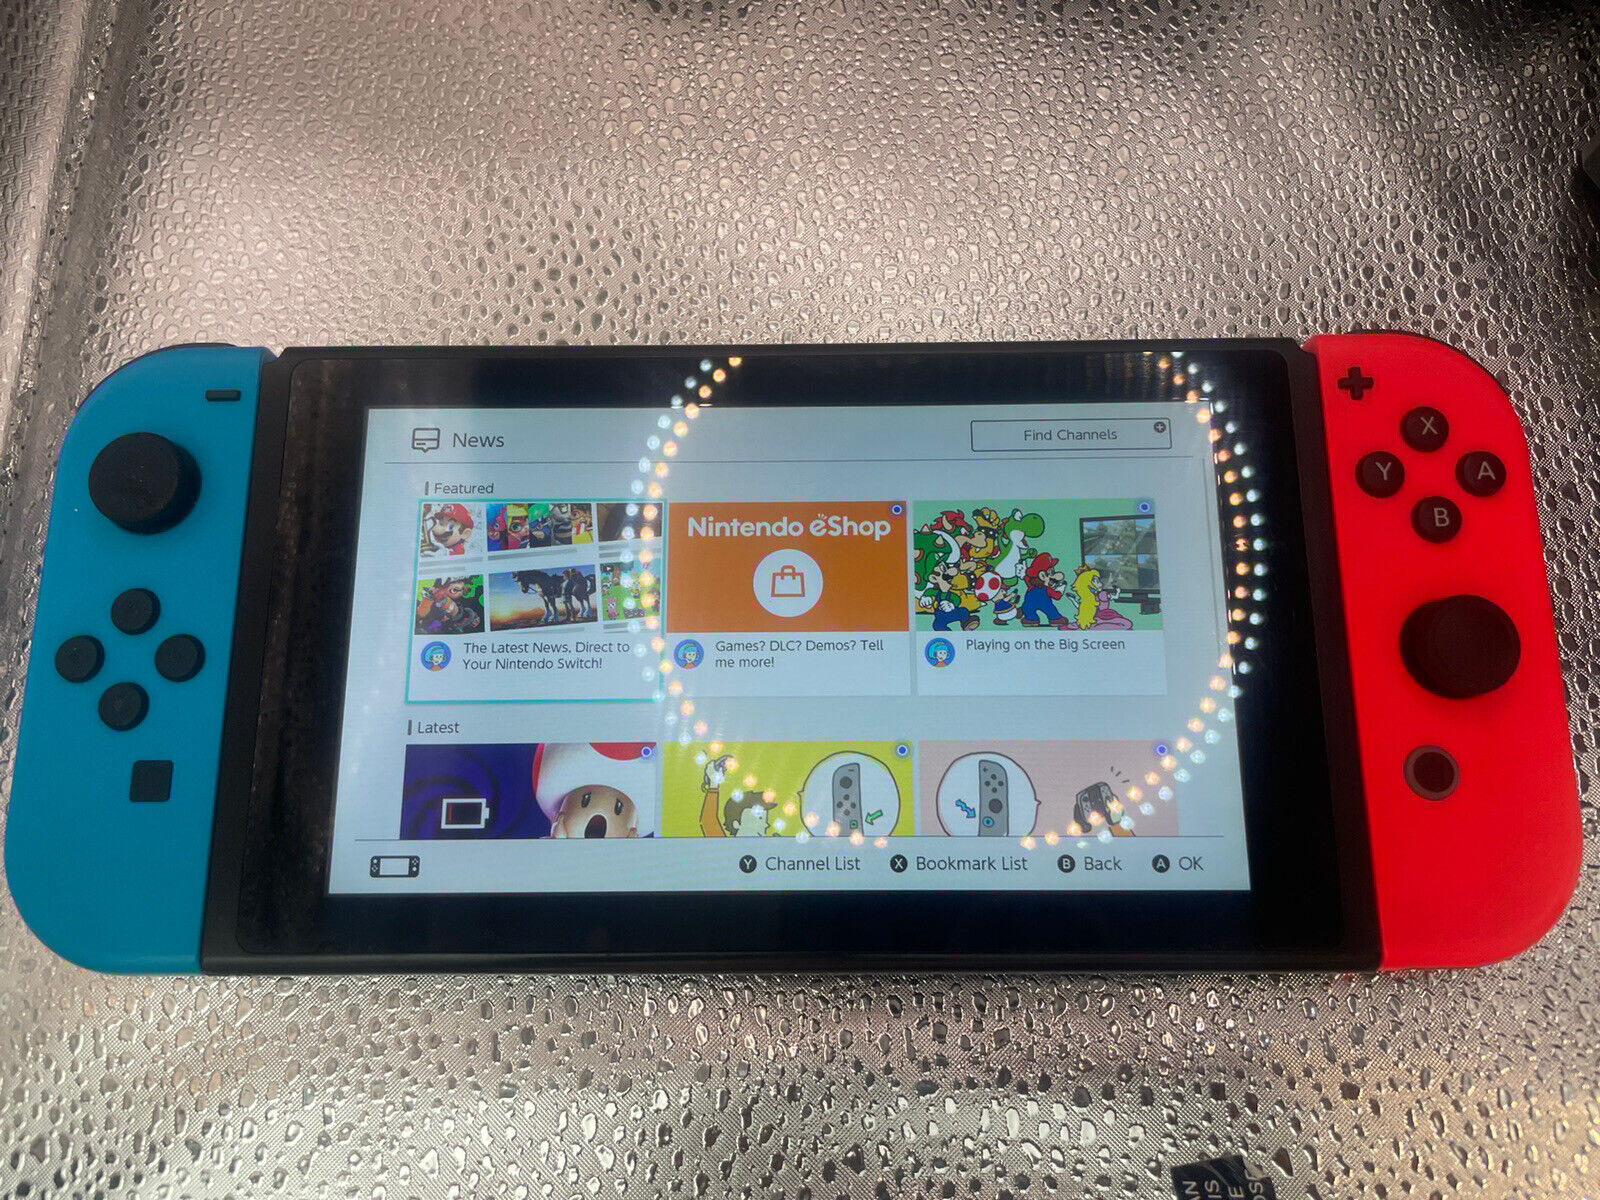 News
Find Channels
Featured
Nintendo eShop
The Latest News, Direct to
Your Nintendo Switch!
Games? DLC? Demos? Tell
me more!
Playing on the Big Screen
Latest
Y Channel List
X Bookmark List
B Back
A OK
X
Y
A
B